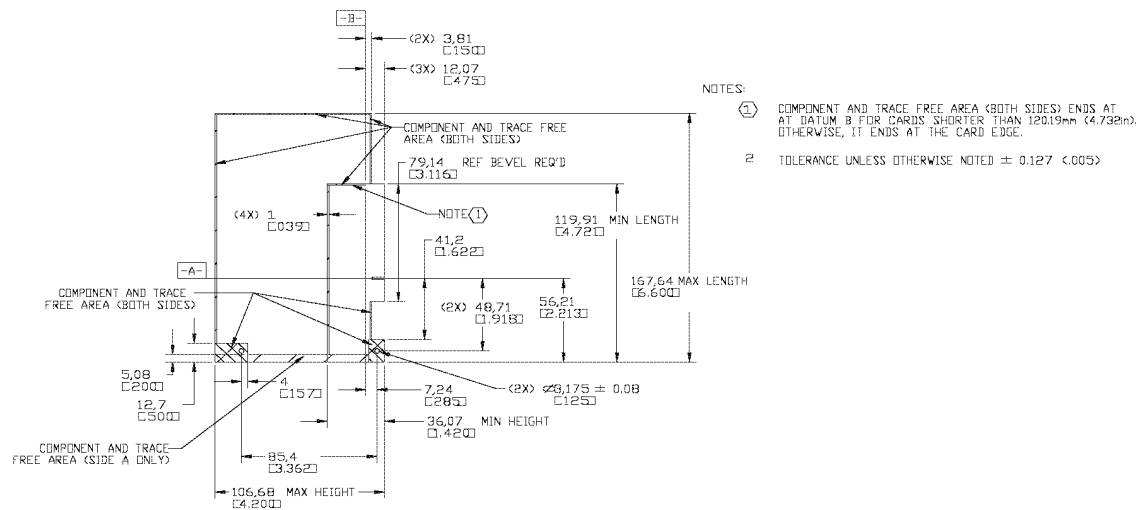 -B-
(2X) 3,81
[.150]
(3X) 12,07
[.475]
NOTES:
1 COMPONENT AND TRACE FREE AREA (BOTH SIDES) ENDS AT
AT DATUM B FOR CARDS SHORTER THAN 120.19mm (4.732in).
OTHERWISE, IT ENDS AT THE CARD EDGE.
2 TOLERANCE UNLESS OTHERWISE NOTED ± 0.127 (.005)
COMPONENT AND TRACE FREE
AREA (BOTH SIDES)
79,14 REF BEVEL REQ'D
[3.116]
(4X) 1
[.039]
NOTE 1
119,91 MIN LENGTH
[4.721]
41,2
[1.622]
-A-
167,64 MAX LENGTH
[6.600]
COMPONENT AND TRACE
FREE AREA (BOTH SIDES)
(2X) 48,71
[1.918]
56,21
[2.213]
5,08
[.200]
12,7
[.500]
4
[.157]
7,24
[.285]
(2X) ⌀3,175 ± 0.08
[.125]
36,07 MIN HEIGHT
[1.420]
COMPONENT AND TRACE
FREE AREA (SIDE A ONLY)
85,4
[3.362]
106,68 MAX HEIGHT
[4.200]